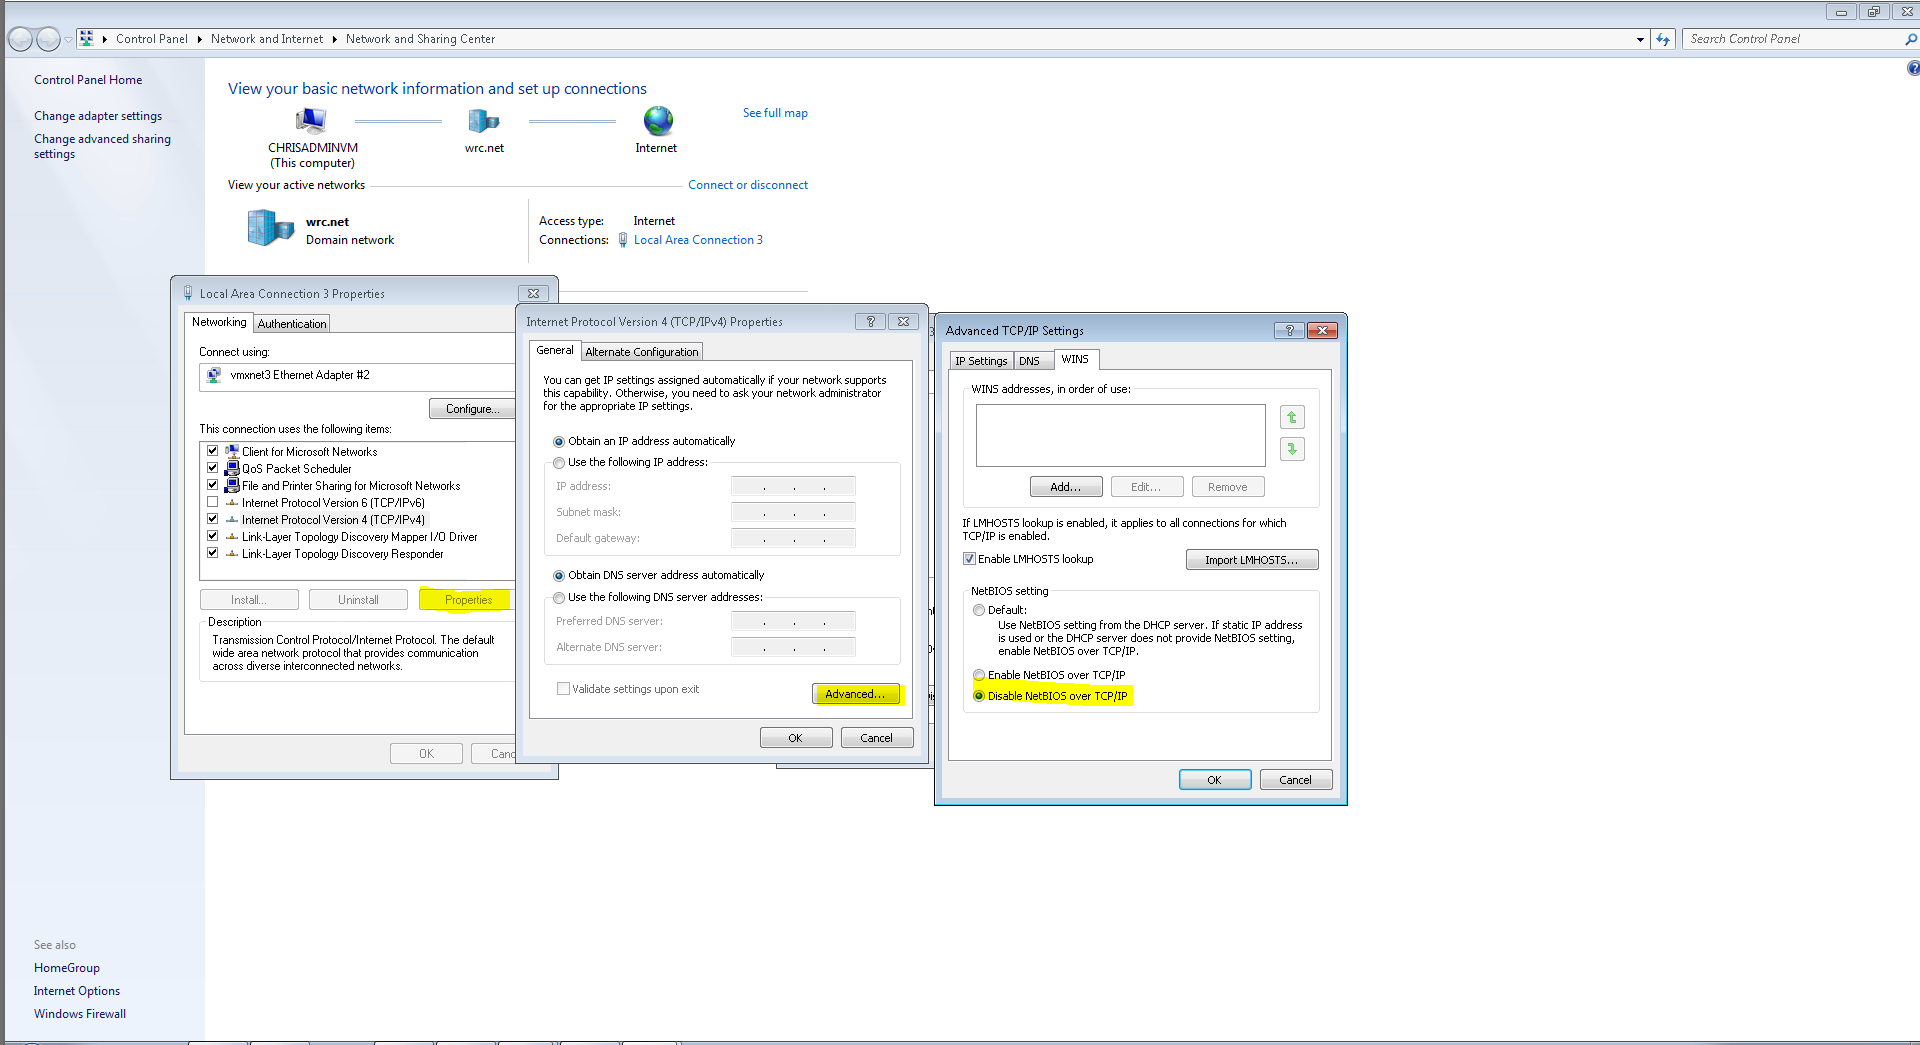 Control Panel
Network and Internet
Network and Sharing Center
Search Control Panel
Control Panel Home
Change adapter settings
Change advanced sharing
settings
View your basic network information and set up connections
See full map
CHRISADMINVM
(This computer)
wrc.net
Internet
View your active networks
Connect or disconnect
wrc.net
Domain network
Access type:
Internet
Connections:
Local Area Connection 3
Local Area Connection 3 Properties
Networking
Authentication
Connect using:
vmxnet3 Ethernet Adapter #2
Configure...
This connection uses the following items:
Client for Microsoft Networks
QoS Packet Scheduler
File and Printer Sharing for Microsoft Networks
Internet Protocol Version 6 (TCP/IPv6)
Internet Protocol Version 4 (TCP/IPv4)
Link-Layer Topology Discovery Mapper I/O Driver
Link-Layer Topology Discovery Responder
Install...
Uninstall
Properties
Description
Transmission Control Protocol/Internet Protocol. The default
wide area network protocol that provides communication
across diverse interconnected networks.
OK
Canc
Internet Protocol Version 4 (TCP/IPv4) Properties
?
General
Alternate Configuration
You can get IP settings assigned automatically if your network supports
this capability. Otherwise, you need to ask your network administrator
for the appropriate IP settings.
Obtain an IP address automatically
Use the following IP address:
IP address:
Subnet mask:
Default gateway:
Obtain DNS server address automatically
Use the following DNS server addresses:
Preferred DNS server:
Alternate DNS server:
Validate settings upon exit
Advanced...
OK
Cancel
Advanced TCP/IP Settings
?
IP Settings
DNS
WINS
WINS addresses, in order of use:
Add...
Edit...
Remove
If LMHOSTS lookup is enabled, it applies to all connections for which
TCP/IP is enabled.
Enable LMHOSTS lookup
Import LMHOSTS...
NetBIOS setting
Default:
Use NetBIOS setting from the DHCP server. If static IP address
is used or the DHCP server does not provide NetBIOS setting,
enable NetBIOS over TCP/IP.
Enable NetBIOS over TCP/IP
Disable NetBIOS over TCP/IP
OK
Cancel
See also
HomeGroup
Internet Options
Windows Firewall